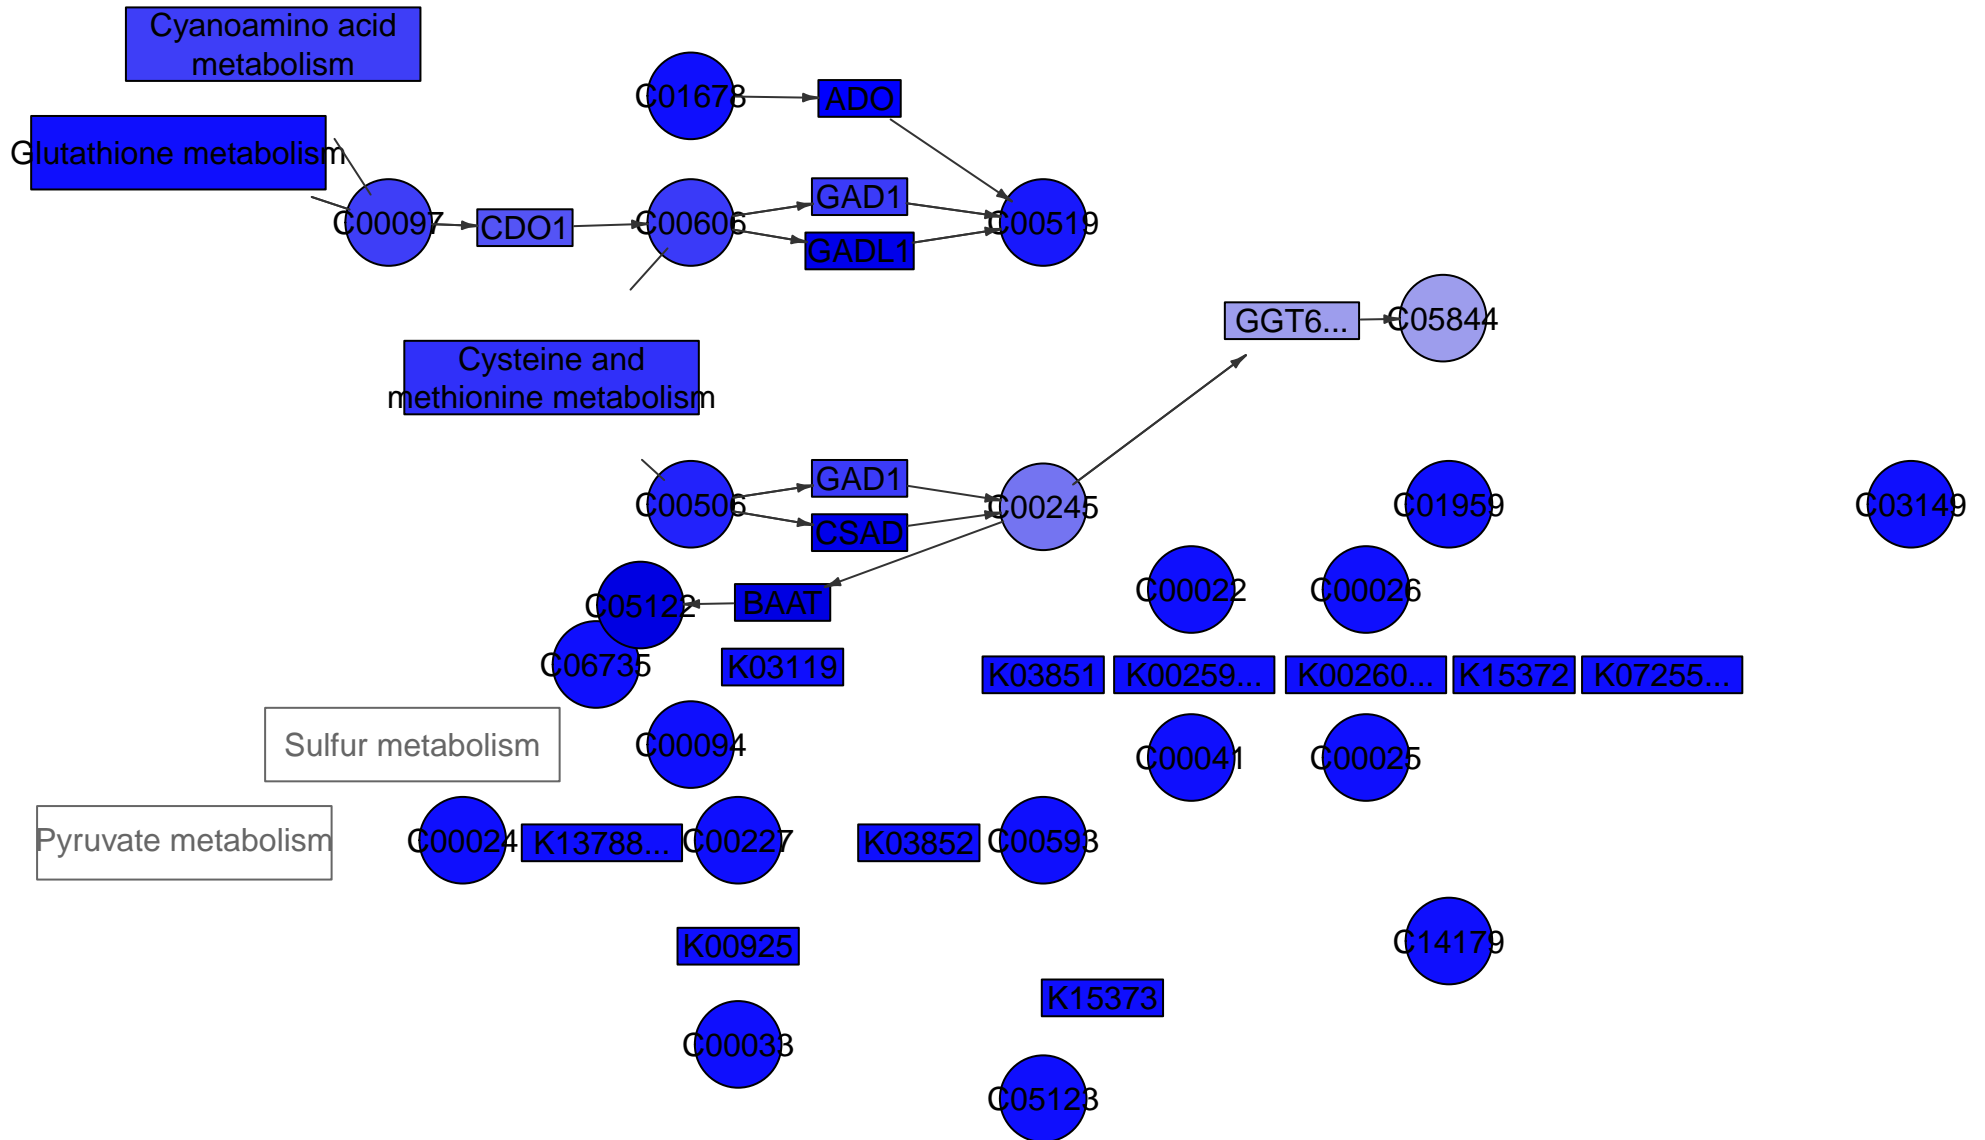 Cyanoamino acid
metabolism
C01678
ADO
Glutathione metabolism
C00097
CDO1
C00606
GAD1
GADL1
C00519
GGT6...
C05844
Cysteine and
methionine metabolism
C00506
GAD1
CSAD
C00245
C01959
C03149
C05122
BAAT
C00022
C00026
C06735
K03119
K03851
K00259...
K00260...
K15372
K07255...
Sulfur metabolism
C00094
C00041
C00025
Pyruvate metabolism
C00024
K13788...
C00227
K03852
C00593
K00925
C14179
K15373
C00033
C05123